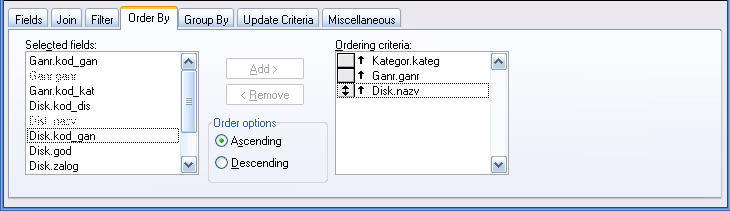 Fields Join Filter Order By Group By Update Criteria Miscellaneous
Selected fields:
Ganr.kod_gan
Ganr.ganr
Ganr.kod_kat
Disk.kod_dis
Disk.nazv
Disk.kod_gan
Disk.god
Disk.zalog
Add >
< Remove
Order options
Ascending
Descending
Ordering criteria:
Kategor.kateg
Ganr.ganr
Disk.nazv